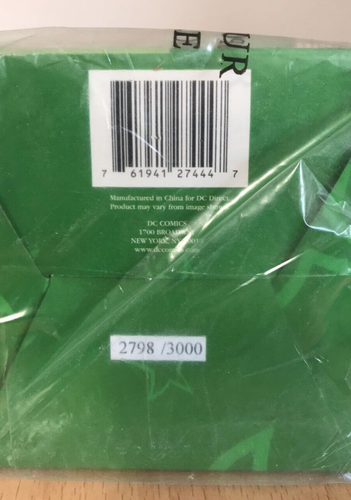 UR
E
7 61941 27444 7
Manufactured in China for DC Direct.
Product may vary from image
DC COMICS
1700 BROADWAY
NEW YORK, NY
2798 /3000